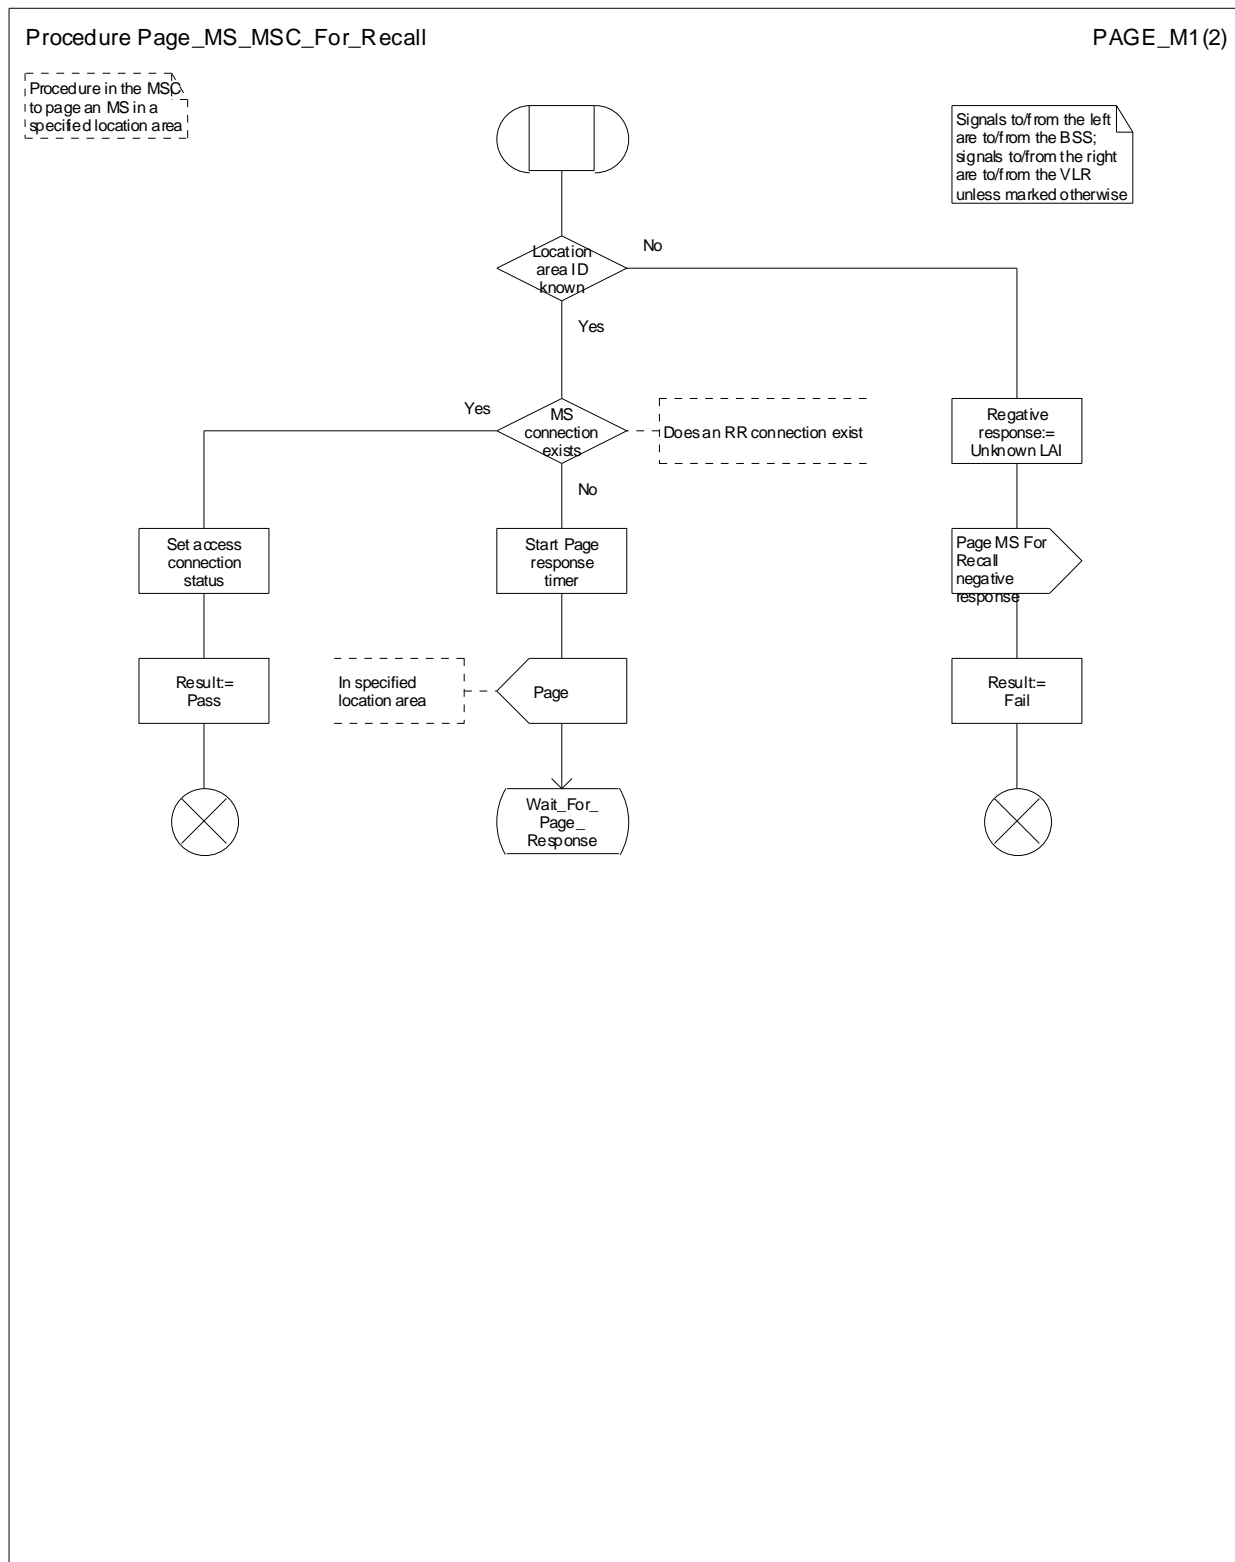 Procedure Page_MS_MSC_For_Recall
PAGE_M1(2)
Procedure in the MSC
to page an MS in a
specified location area
Signals to/from the left
are to/from the BSS;
signals to/from the right
are to/from the VLR
unless marked otherwise
Location
area ID
known
No
Yes
Yes
MS
connection
exists
Does an RR connection exist
Regative
response:=
Unknown LAI
No
Set access
connection
status
Start Page
response
timer
Page MS For
Recall
negative
response
Result:=
Pass
In specified
location area
Page
Result:=
Fail
Wait_For_
Page_
Response